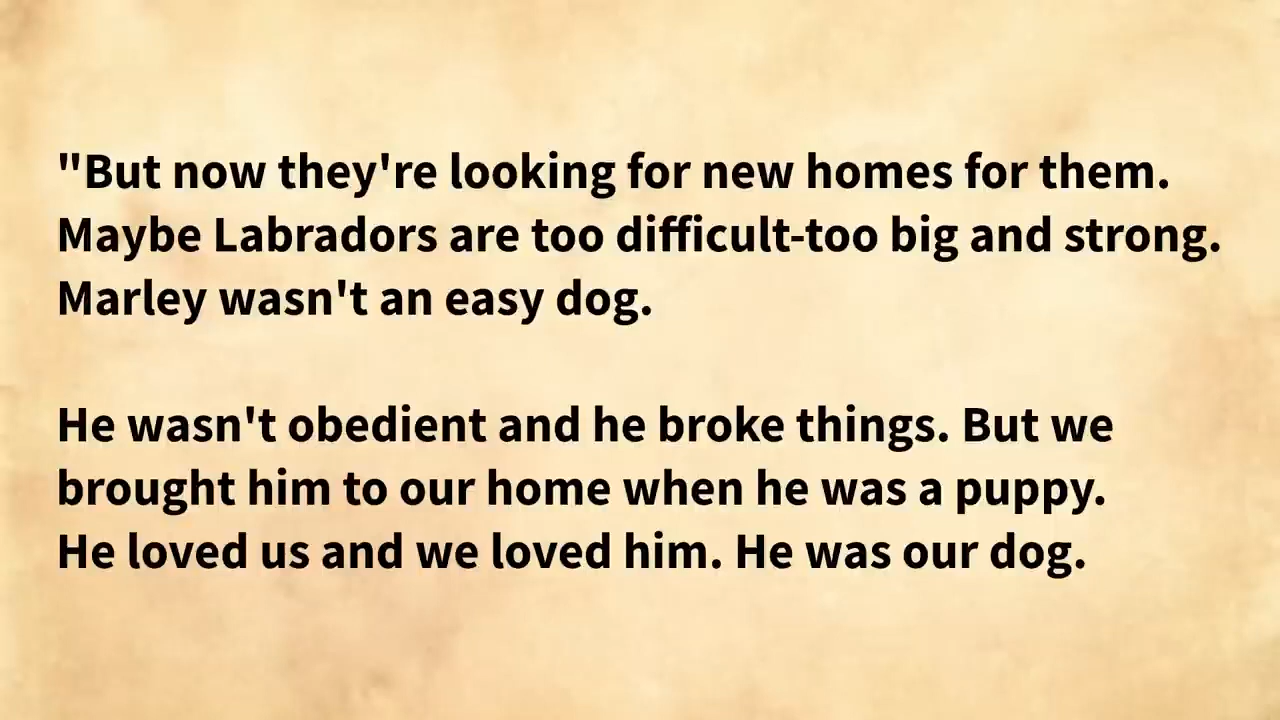 "But now they're looking for new homes for them.
Maybe Labradors are too difficult-too big and strong.
Marley wasn't an easy dog.
He wasn't obedient and he broke things. But we
brought him to our home when he was a puppy.
He loved us and we loved him. He was our dog.